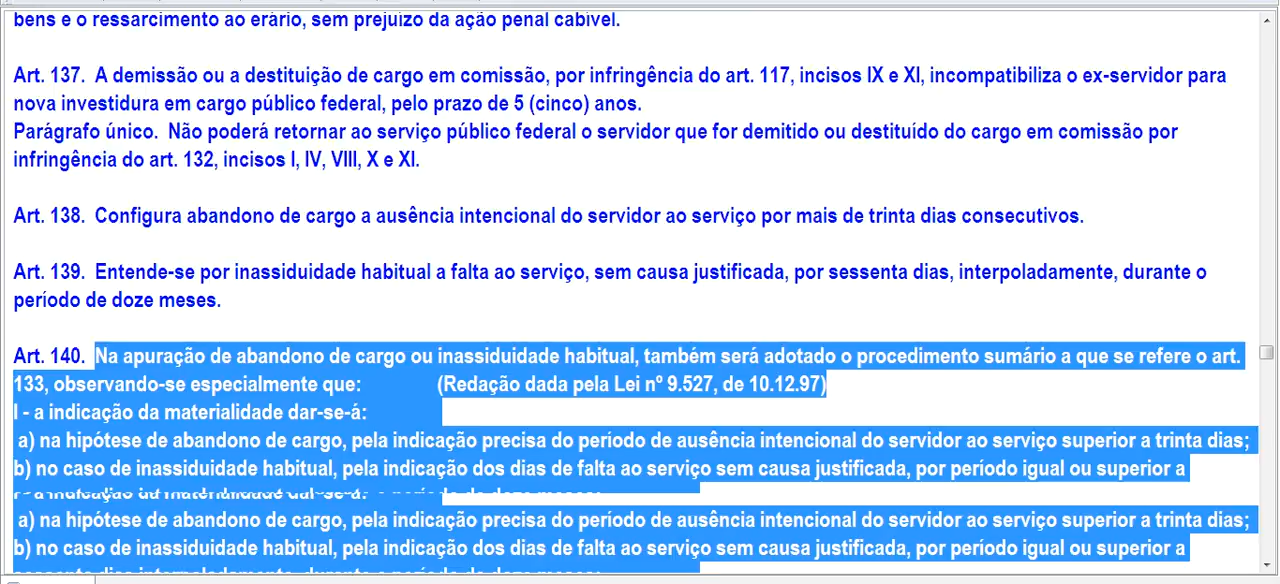 bens e o ressarcimento ao erário, sem prejuízo da ação penal cabível.
Art. 137.  A demissão ou a destituição de cargo em comissão, por infringência do art. 117, incisos IX e XI, incompatibiliza o ex-servidor para
nova investidura em cargo público federal, pelo prazo de 5 (cinco) anos.
Parágrafo único.  Não poderá retornar ao serviço público federal o servidor que for demitido ou destituído do cargo em comissão por
infringência do art. 132, incisos I, IV, VIII, X e XI.
Art. 138.  Configura abandono de cargo a ausência intencional do servidor ao serviço por mais de trinta dias consecutivos.
Art. 139.  Entende-se por inassiduidade habitual a falta ao serviço, sem causa justificada, por sessenta dias, interpoladamente, durante o
período de doze meses.
Art. 140.  Na apuração de abandono de cargo ou inassiduidade habitual, também será adotado o procedimento sumário a que se refere o art.
133, observando-se especialmente que: (Redação dada pela Lei nº 9.527, de 10.12.97)
I - a indicação da materialidade dar-se-á:
a) na hipótese de abandono de cargo, pela indicação precisa do período de ausência intencional do servidor ao serviço superior a trinta dias;
b) no caso de inassiduidade habitual, pela indicação dos dias de falta ao serviço sem causa justificada, por período igual ou superior a
a) na hipótese de abandono de cargo, pela indicação precisa do período de ausência intencional do servidor ao serviço superior a trinta dias;
b) no caso de inassiduidade habitual, pela indicação dos dias de falta ao serviço sem causa justificada, por período igual ou superior a